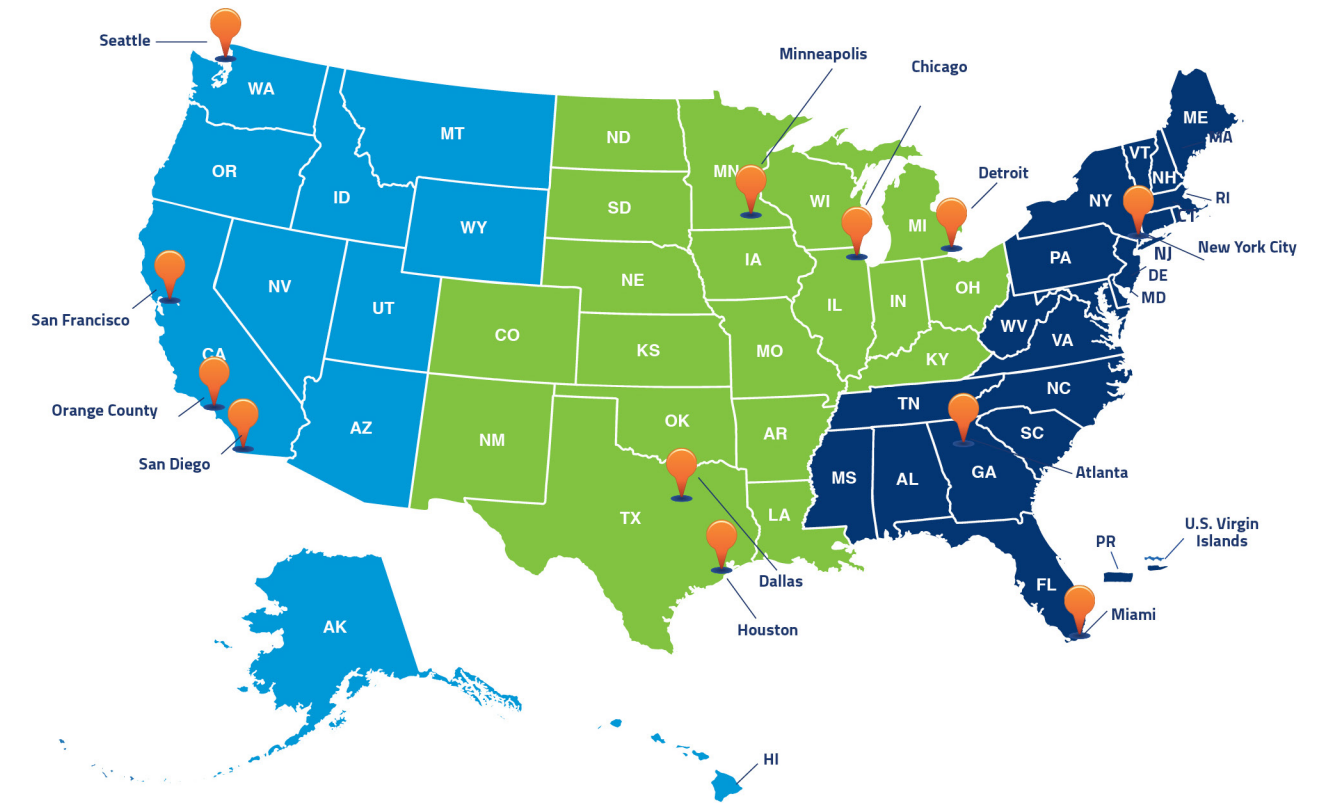 Seattle
Minneapolis
Chicago
WA
MT
ND
MN
ME
MA
VT
NH
OR
ID
SD
WI
Detroit
NY
RI
CT
WY
MI
New York City
NJ
PA
IA
DE
NV
NE
OH
MD
San Francisco
UT
IL
IN
CO
WV
VA
CA
KS
MO
KY
NC
Orange County
TN
AZ
OK
AR
SC
San Diego
NM
MS
AL
GA
Atlanta
TX
LA
U.S. Virgin
Islands
PR
Dallas
FL
Miami
Houston
AK
HI